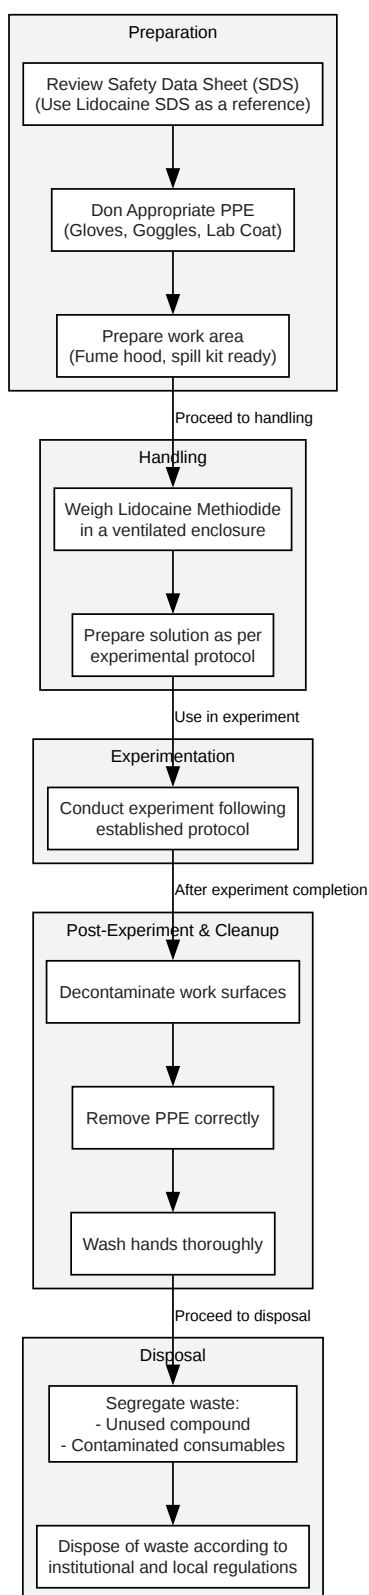 Preparation
Review Safety Data Sheet (SDS)
(Use Lidocaine SDS as a reference)
Don Appropriate PPE
(Gloves, Goggles, Lab Coat)
Prepare work area
(Fume hood, spill kit ready)
Proceed to handling
Handling
Weigh Lidocaine Methiodide
in a ventilated enclosure
Prepare solution as per
experimental protocol
Use in experiment
Experimentation
Conduct experiment following
established protocol
After experiment completion
Post-Experiment & Cleanup
Decontaminate work surfaces
Remove PPE correctly
Wash hands thoroughly
Proceed to disposal
Disposal
Segregate waste:
- Unused compound
- Contaminated consumables
Dispose of waste according to
institutional and local regulations